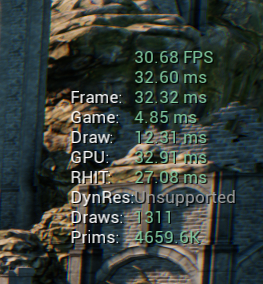 30.68 FPS
32.60 ms
Frame: 32.32 ms
Game: 4.85 ms
Draw: 12.31 ms
GPU: 32.91 ms
RHIT: 27.08 ms
DynRes:Unsupported
Draws: 1311
Prims: 4659.6K